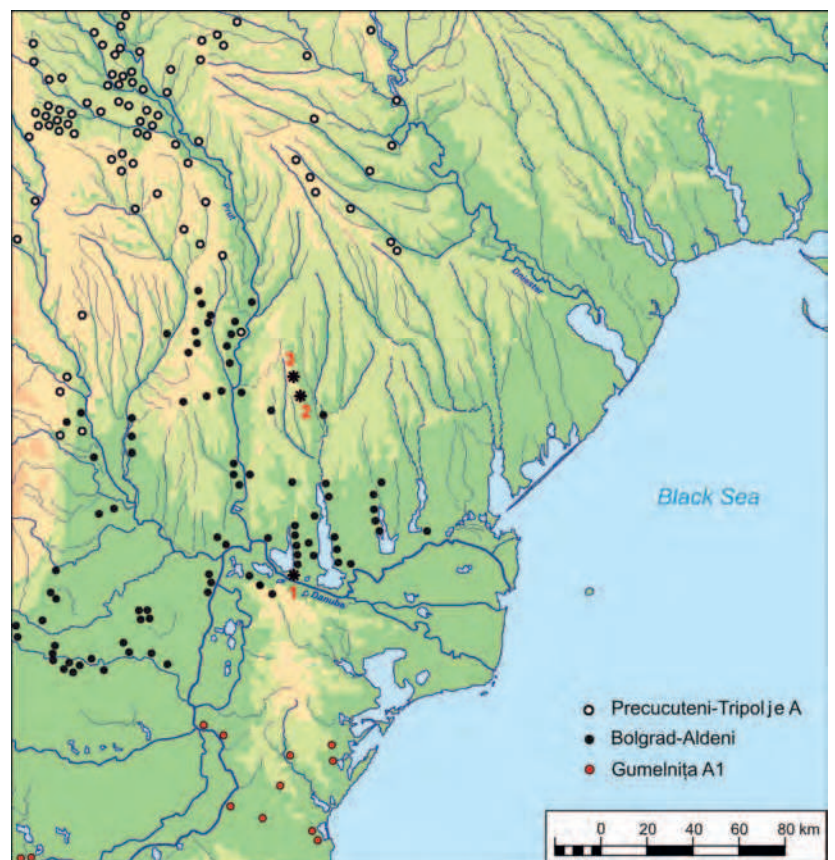 Prut
Dniester
3
2
Black Sea
1
Danube
Precucuteni-Tripolje A
Bolgrad-Aldeni
Gumelnița A1
0 20 40 60 80 km